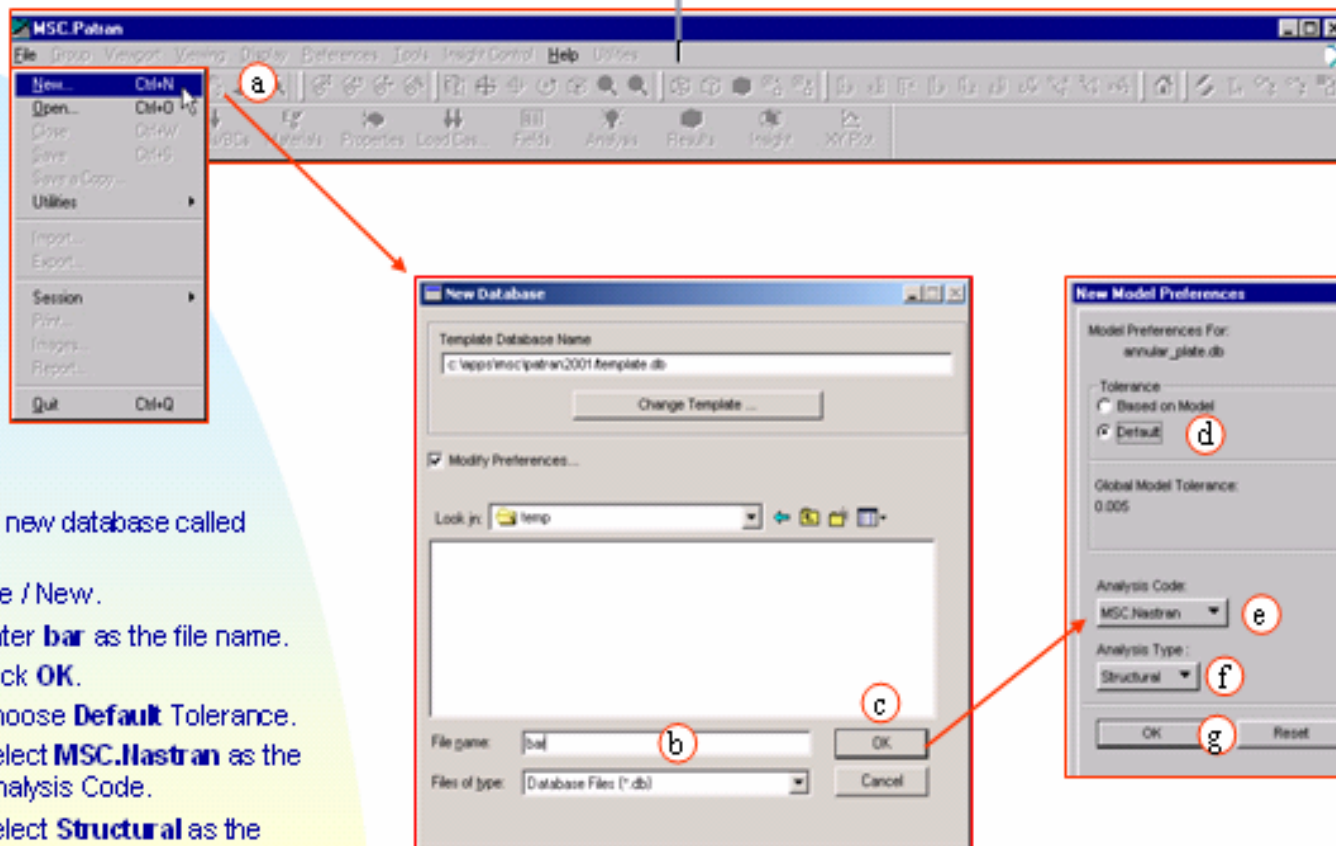 MSC.Patran
File Group Viewport Viewing Display Preferences Tools Insight Control Help Utilities
New... Ctrl+N
Open... Ctrl+O
Close Ctrl+W
Save Ctrl+S
Save a Copy...
Utilities
Import...
Export...
Session
Print...
Images...
Report...
Quit Ctrl+Q
a
s/BCs Materials Properties Load Cas... Fields Analysis Results Insight XY Plot
New Database
Template Database Name
c:\apps\msc\patran2001/template.db
Change Template ...
Modify Preferences...
Look in: temp
File name: bar
b
OK
c
Files of type: Database Files (*.db)
Cancel
New Model Preferences
Model Preferences For:
annular_plate.db
Tolerance
Based on Model
Default
d
Global Model Tolerance:
0.005
Analysis Code:
MSC.Nastran
e
Analysis Type :
Structural
f
OK
g
Reset
new database called
e / New.
nter bar as the file name.
ick OK.
hoose Default Tolerance.
elect MSC.Nastran as the
nalysis Code.
elect Structural as the